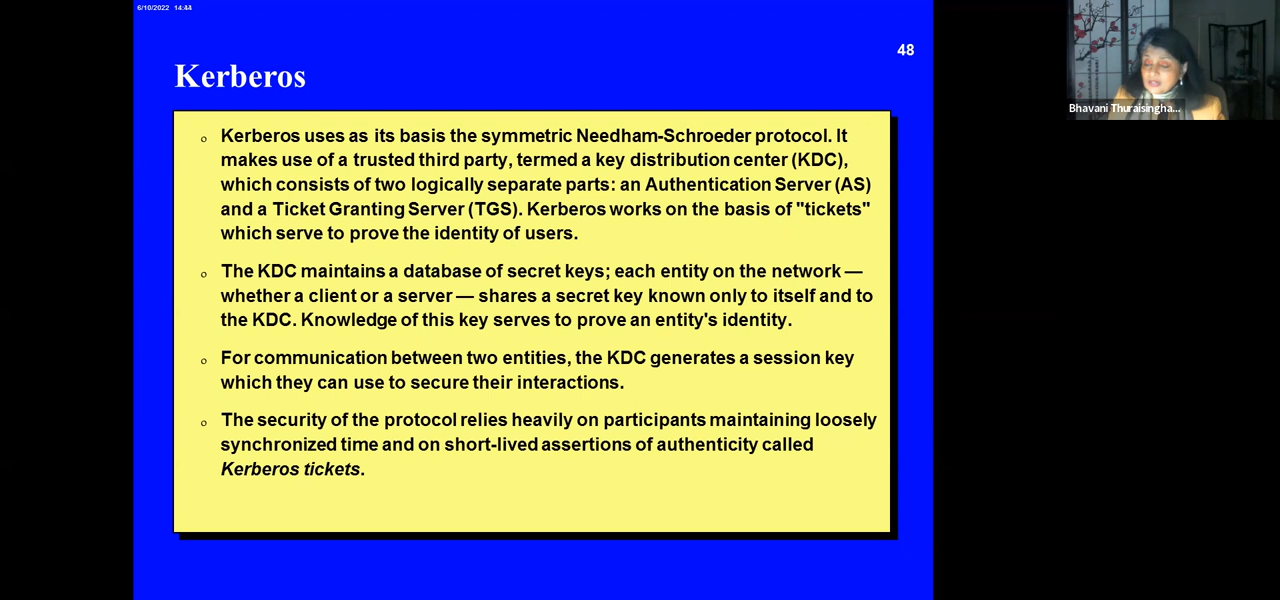 6/10/2022 14:44
48
Kerberos
Kerberos uses as its basis the symmetric Needham-Schroeder protocol. It
makes use of a trusted third party, termed a key distribution center (KDC),
which consists of two logically separate parts: an Authentication Server (AS)
and a Ticket Granting Server (TGS). Kerberos works on the basis of "tickets"
which serve to prove the identity of users.
The KDC maintains a database of secret keys; each entity on the network —
whether a client or a server — shares a secret key known only to itself and to
the KDC. Knowledge of this key serves to prove an entity's identity.
For communication between two entities, the KDC generates a session key
which they can use to secure their interactions.
The security of the protocol relies heavily on participants maintaining loosely
synchronized time and on short-lived assertions of authenticity called
Kerberos tickets.
Bhavani Thuraisingha...